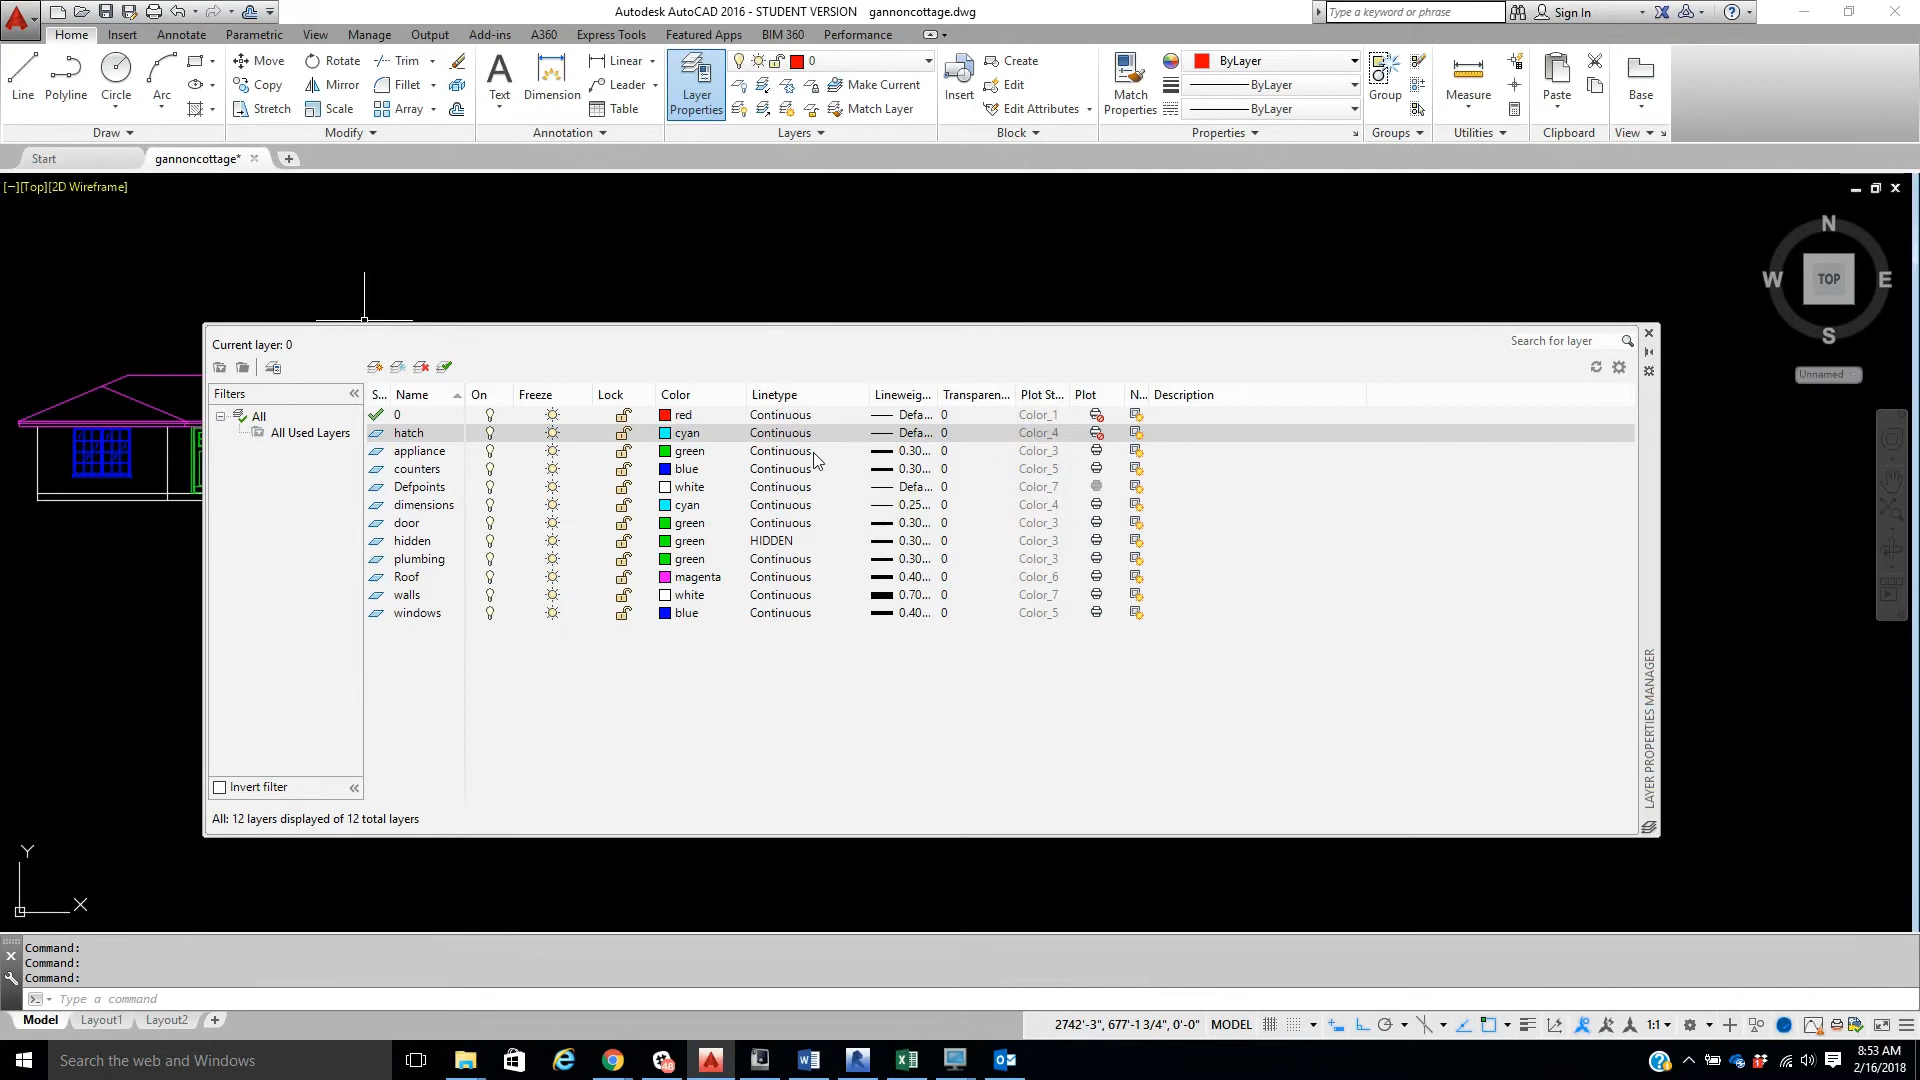 Autodesk AutoCAD 2016 - STUDENT VERSION gannoncottage.dwg
Type a keyword or phrase
Sign In
Home Insert Annotate Parametric View Manage Output Add-ins A360 Express Tools Featured Apps BIM 360 Performance
Line Polyline Circle Arc
Move Rotate Trim
Copy Mirror Fillet
Stretch Scale Array
Text Dimension
Linear
Leader
Table
Layer Properties
0
Make Current
Match Layer
Insert
Create
Edit
Edit Attributes
Match Properties
ByLayer
ByLayer
ByLayer
Group Measure Paste Base
Draw Modify Annotation Layers Block Properties Groups Utilities Clipboard View
Start gannoncottage*
[−][Top][2D Wireframe]
N
W TOP E
S
Unnamed
Current layer: 0
Search for layer
Filters
All
All Used Layers
Invert filter
S... Name On Freeze Lock Color Linetype Lineweig... Transparen... Plot St... Plot N... Description
0 red Continuous Defa... 0 Color_1
hatch cyan Continuous Defa... 0 Color_4
appliance green Continuous 0.30... 0 Color_3
counters blue Continuous 0.30... 0 Color_5
Defpoints white Continuous Defa... 0 Color_7
dimensions cyan Continuous 0.25... 0 Color_4
door green Continuous 0.30... 0 Color_3
hidden green HIDDEN 0.30... 0 Color_3
plumbing green Continuous 0.30... 0 Color_3
Roof magenta Continuous 0.40... 0 Color_6
walls white Continuous 0.70... 0 Color_7
windows blue Continuous 0.40... 0 Color_5
All: 12 layers displayed of 12 total layers
LAYER PROPERTIES MANAGER
Y
X
Command:
Command:
Command:
Type a command
Model Layout1 Layout2
2742'-3", 677'-1 3/4", 0'-0" MODEL 1:1
Search the web and Windows
48
8:53 AM
2/16/2018